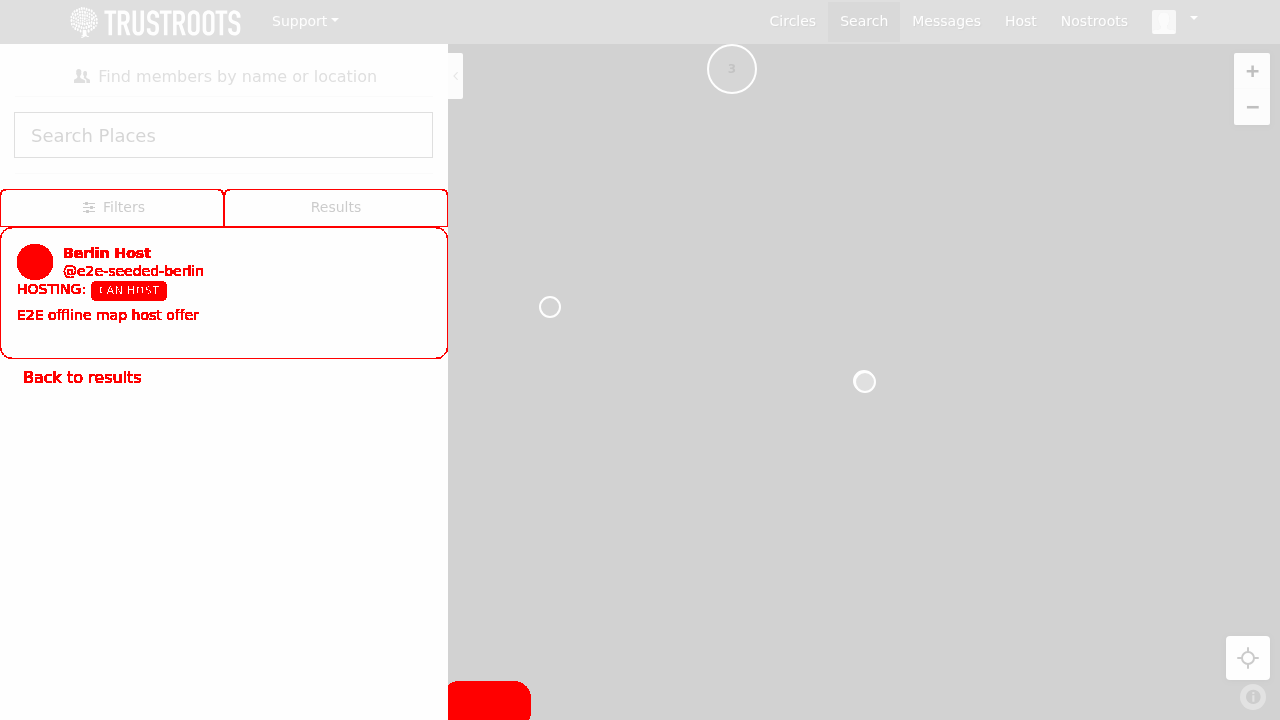 TRUSTROOTS
Support
Circles
Search
Messages
Host
Nostroots
Find members by name or location
Search Places
Filters
Results
Berlin Host
@e2e-seeded-berlin
HOSTING: CAN HOST
E2E offline map host offer
Back to results
3
+
−